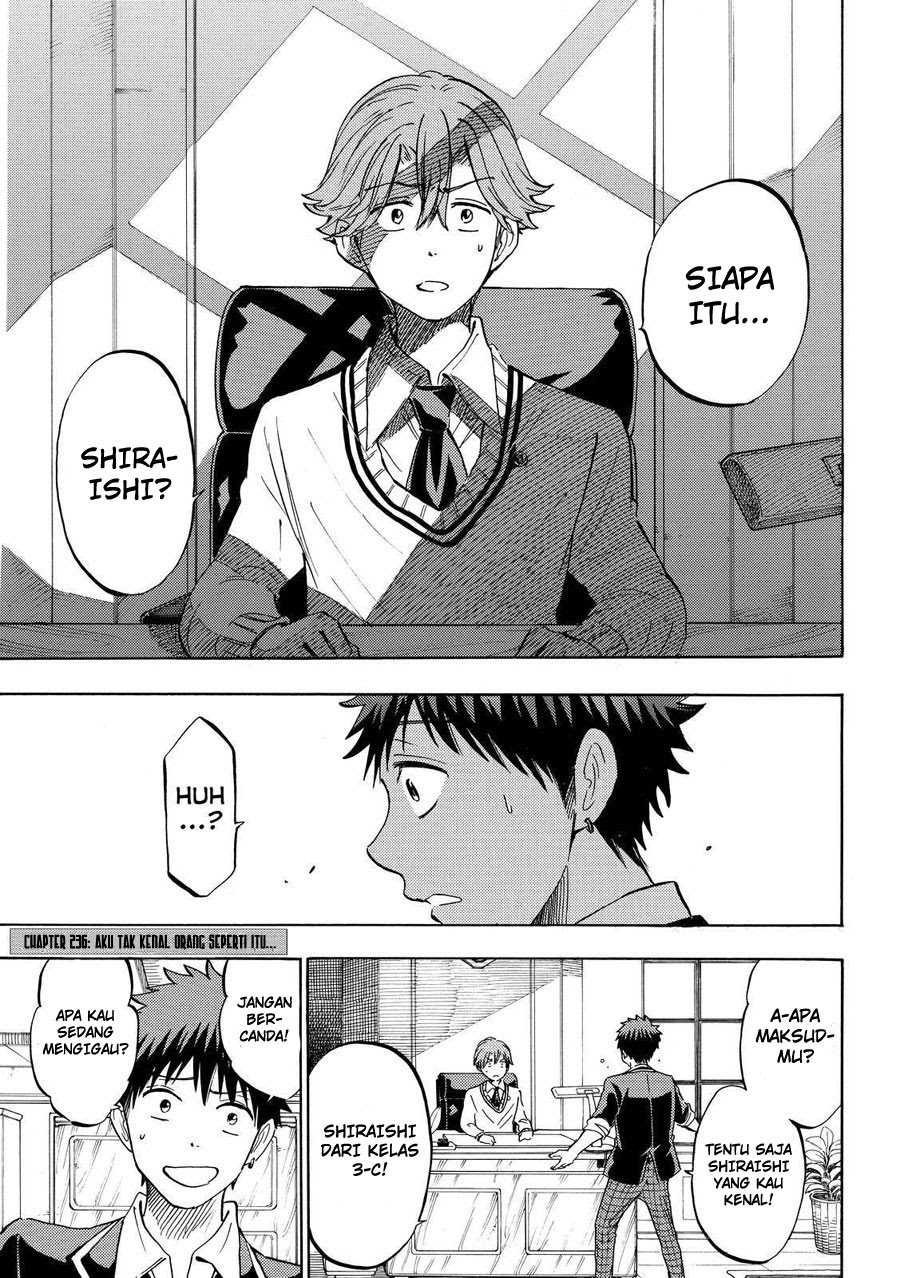 SIAPA
ITU...
SHIRA-
ISHI?
HUH
...?
CHAPTER 236: AKU TAK KENAL ORANG SEPERTI ITU...
A-APA
MAKSUD-
MU?
TENTU SAJA
SHIRAISHI
YANG KAU
KENAL!
SHIRAISHI
DARI KELAS
3-C!
JANGAN
BER-
CANDA!
APA KAU
SEDANG
MENGIGAU?